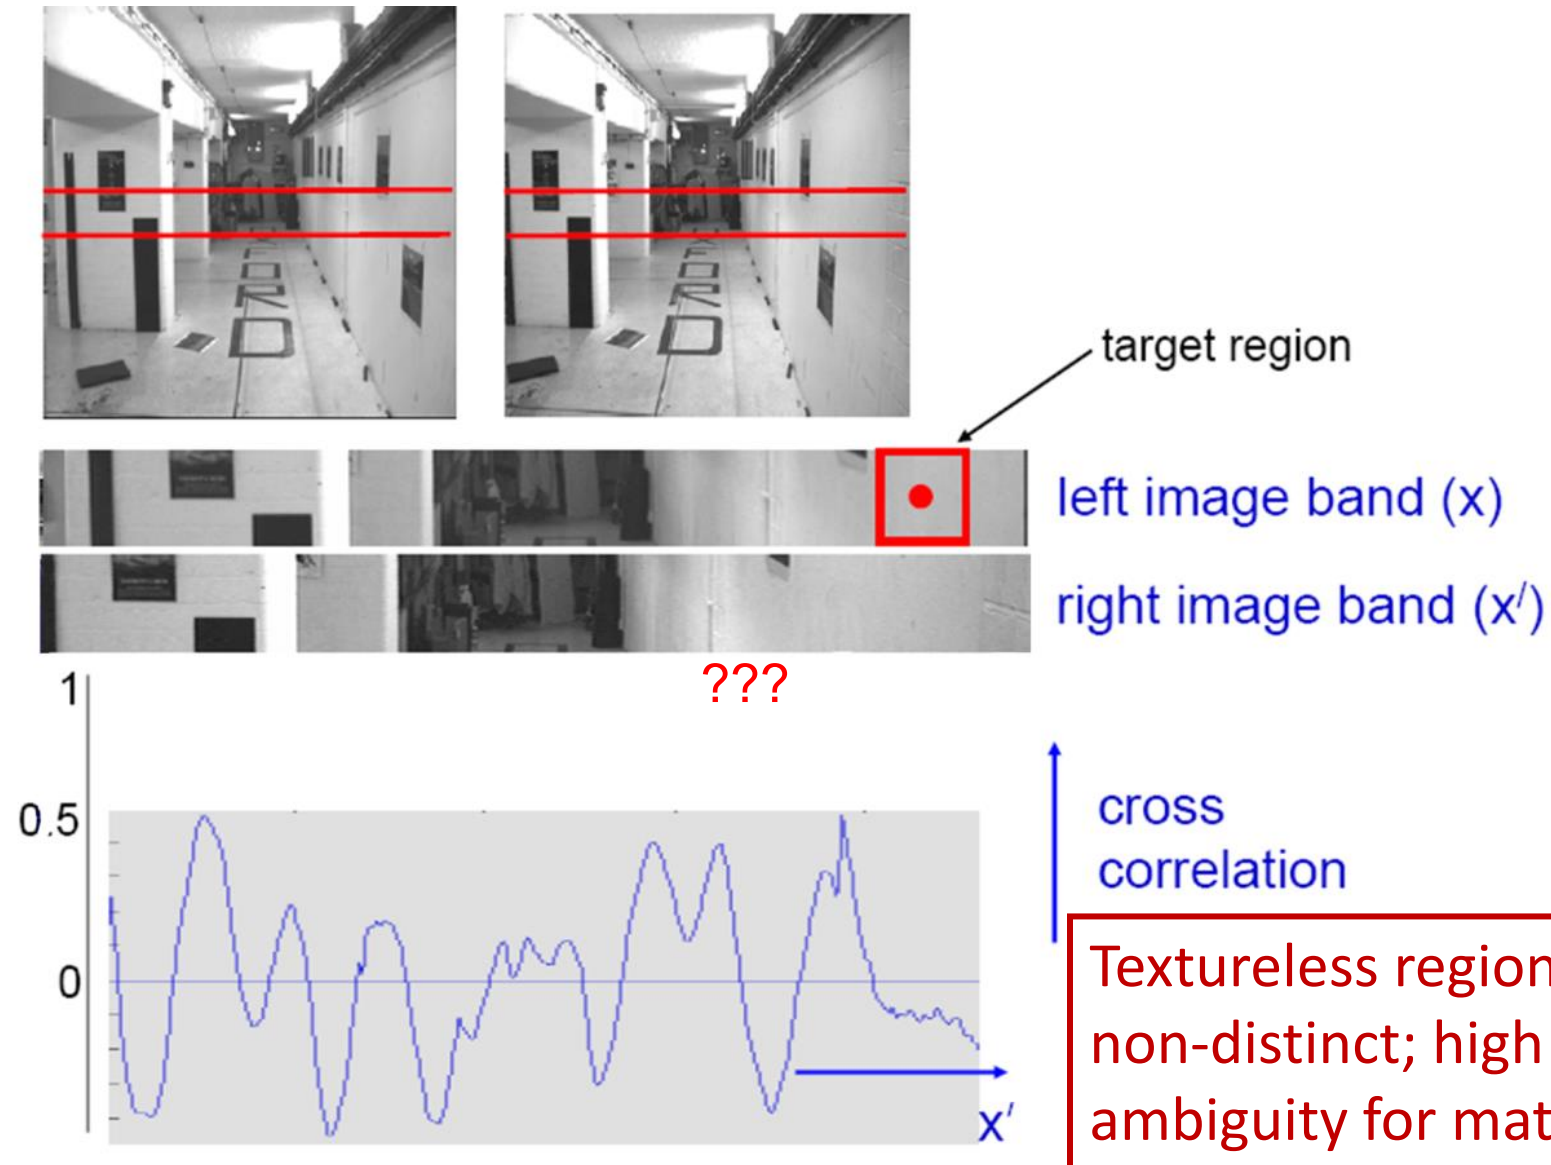 target region
left image band (x)
right image band (x′)
???
1
0.5
0
cross
correlation
x′
Textureless region
non-distinct; high
ambiguity for mat